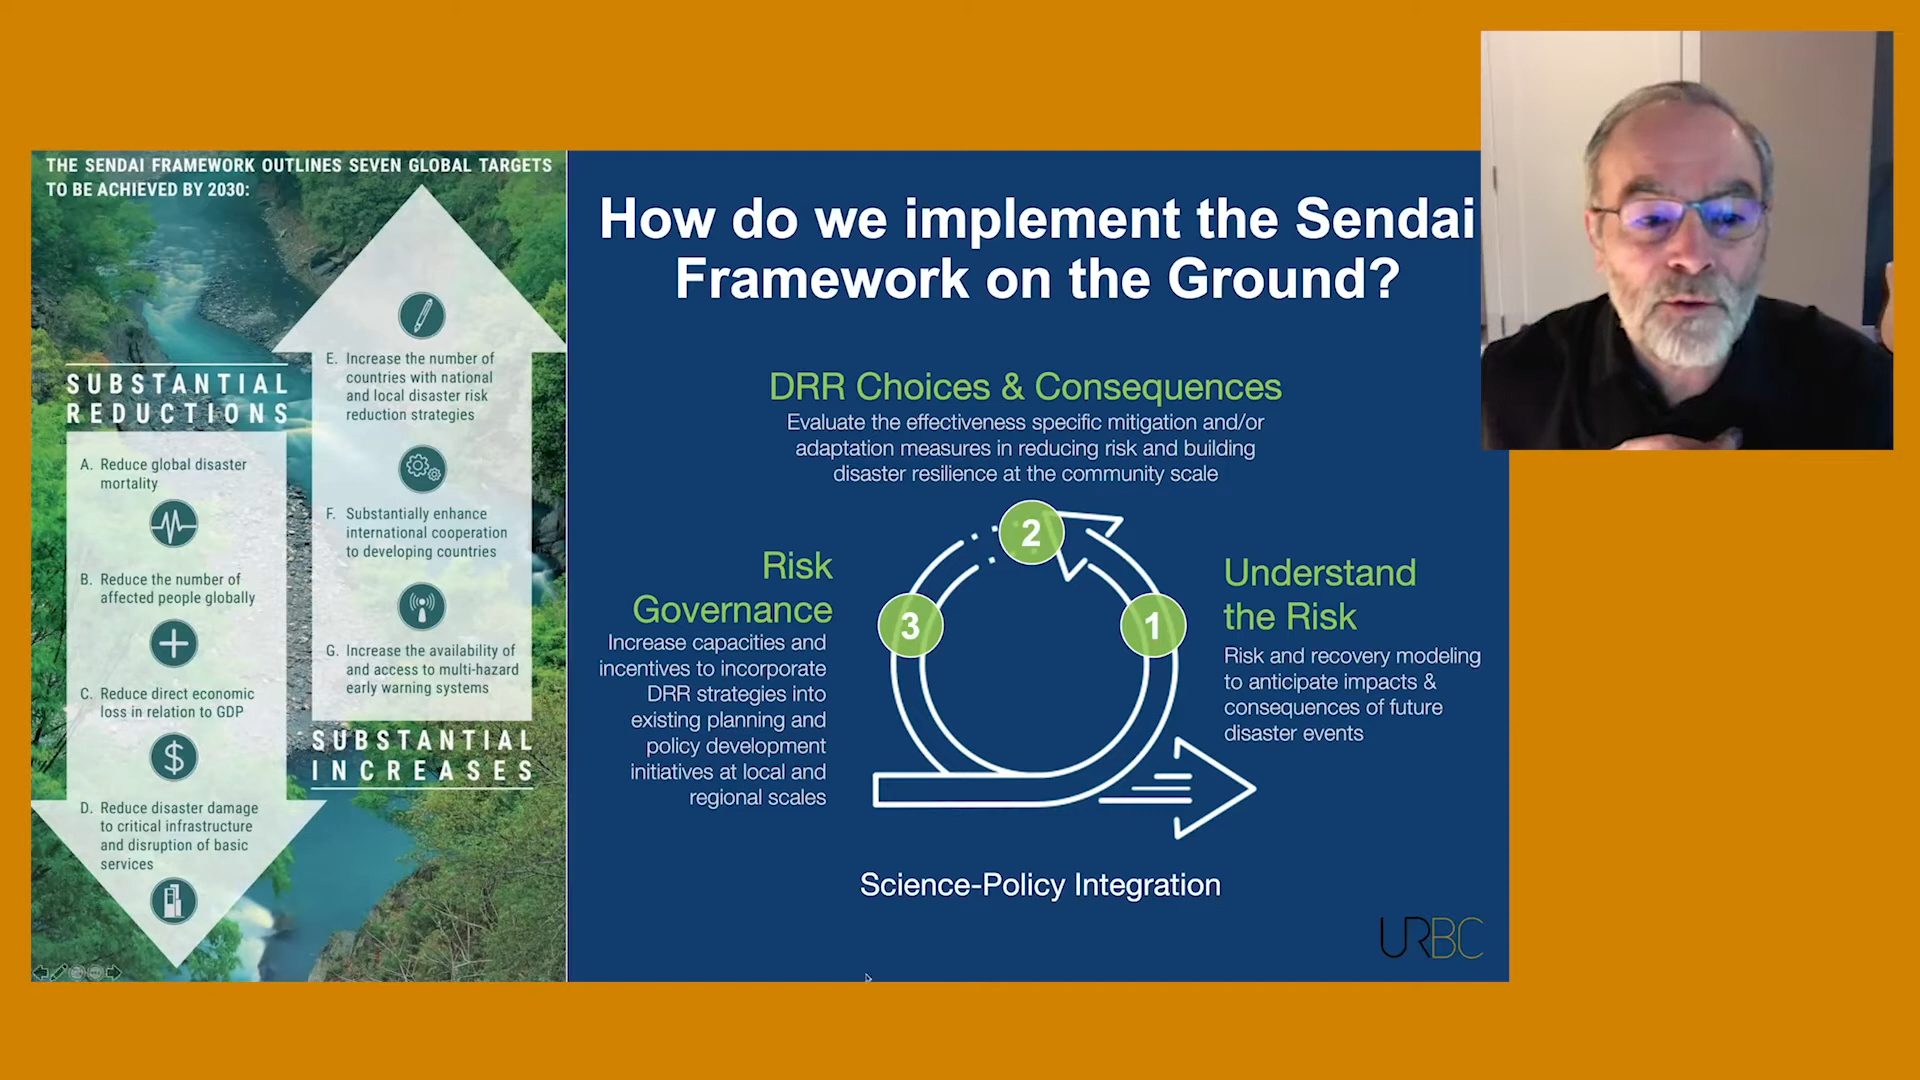 THE SENDAI FRAMEWORK OUTLINES SEVEN GLOBAL TARGETS
TO BE ACHIEVED BY 2030:
SUBSTANTIAL
REDUCTIONS
A. Reduce global disaster
mortality
B. Reduce the number of
affected people globally
C. Reduce direct economic
loss in relation to GDP
$
D. Reduce disaster damage
to critical infrastructure
and disruption of basic
services
E. Increase the number of
countries with national
and local disaster risk
reduction strategies
F. Substantially enhance
international cooperation
to developing countries
G. Increase the availability of
and access to multi-hazard
early warning systems
SUBSTANTIAL
INCREASES
How do we implement the Sendai
Framework on the Ground?
DRR Choices & Consequences
Evaluate the effectiveness specific mitigation and/or
adaptation measures in reducing risk and building
disaster resilience at the community scale
2
Risk
Governance
Increase capacities and
incentives to incorporate
DRR strategies into
existing planning and
policy development
initiatives at local and
regional scales
3
1
Understand
the Risk
Risk and recovery modeling
to anticipate impacts &
consequences of future
disaster events
Science-Policy Integration
URBC